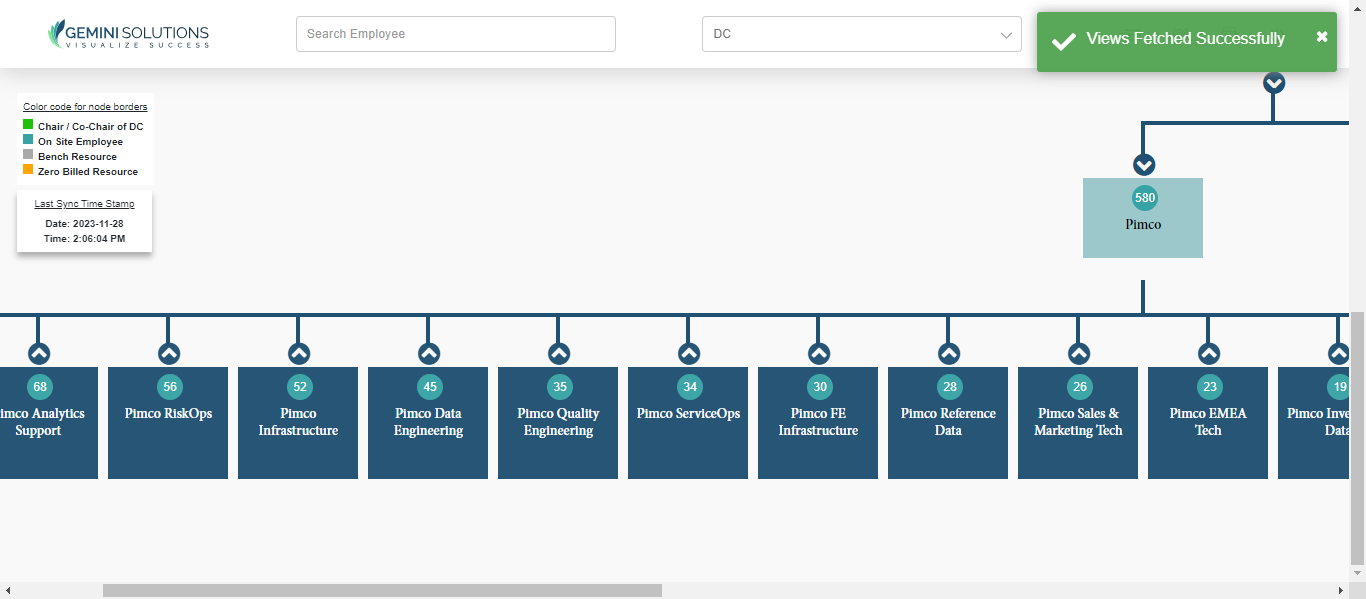 GEMINI SOLUTIONS
VISUALIZE SUCCESS
Search Employee
DC
Views Fetched Successfully
Color code for node borders
Chair / Co-Chair of DC
On Site Employee
Bench Resource
Zero Billed Resource
Last Sync Time Stamp
Date: 2023-11-28
Time: 2:06:04 PM
580
Pimco
68
imco Analytics
Support
56
Pimco RiskOps
52
Pimco
Infrastructure
45
Pimco Data
Engineering
35
Pimco Quality
Engineering
34
Pimco ServiceOps
30
Pimco FE
Infrastructure
28
Pimco Reference
Data
26
Pimco Sales &
Marketing Tech
23
Pimco EMEA
Tech
19
Pimco Inve
Data